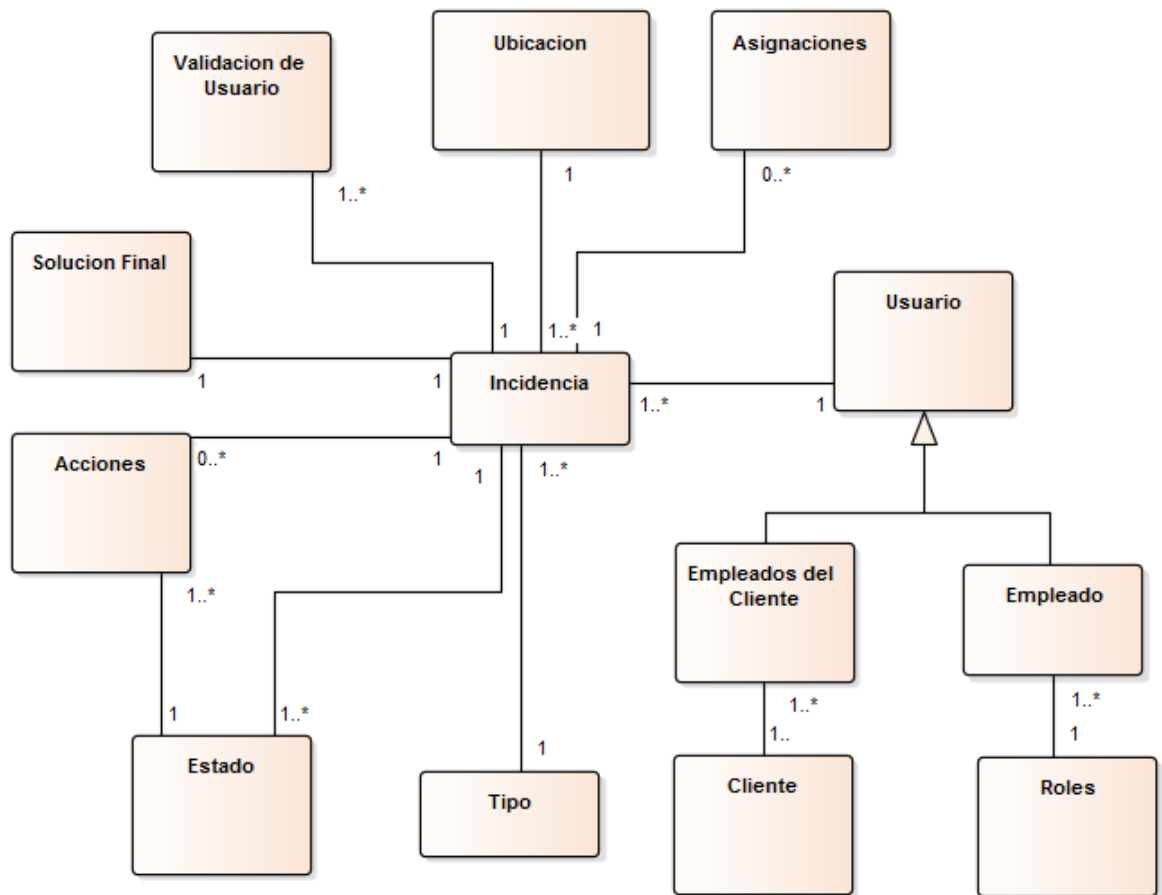 Validacion de
Usuario
Ubicacion
Asignaciones
1..*
1
0..*
Solucion Final
Usuario
1
1..*
1
1
1
Incidencia
1..*
1
Acciones
0..*
1
1
1..*
Empleados del
Cliente
Empleado
1..*
1..*
1..*
1
1..*
1
1..
1
Estado
Tipo
Cliente
Roles